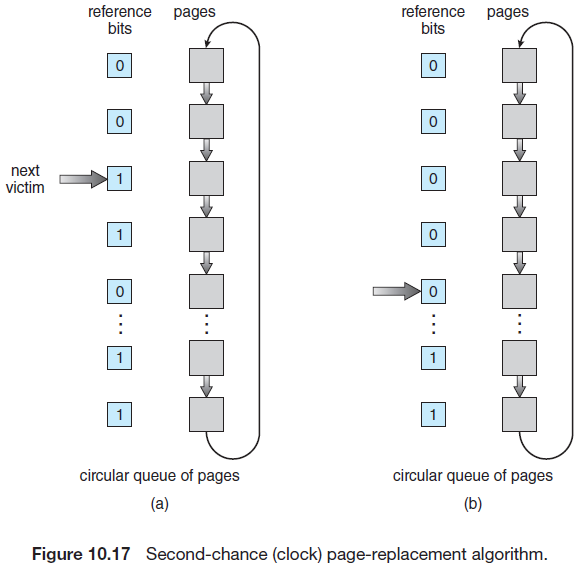 reference pages
bits
0
0
next
victim
1
1
0
1
1
circular queue of pages
(a)
reference pages
bits
0
0
0
0
0
1
1
circular queue of pages
(b)
Figure 10.17 Second-chance (clock) page-replacement algorithm.